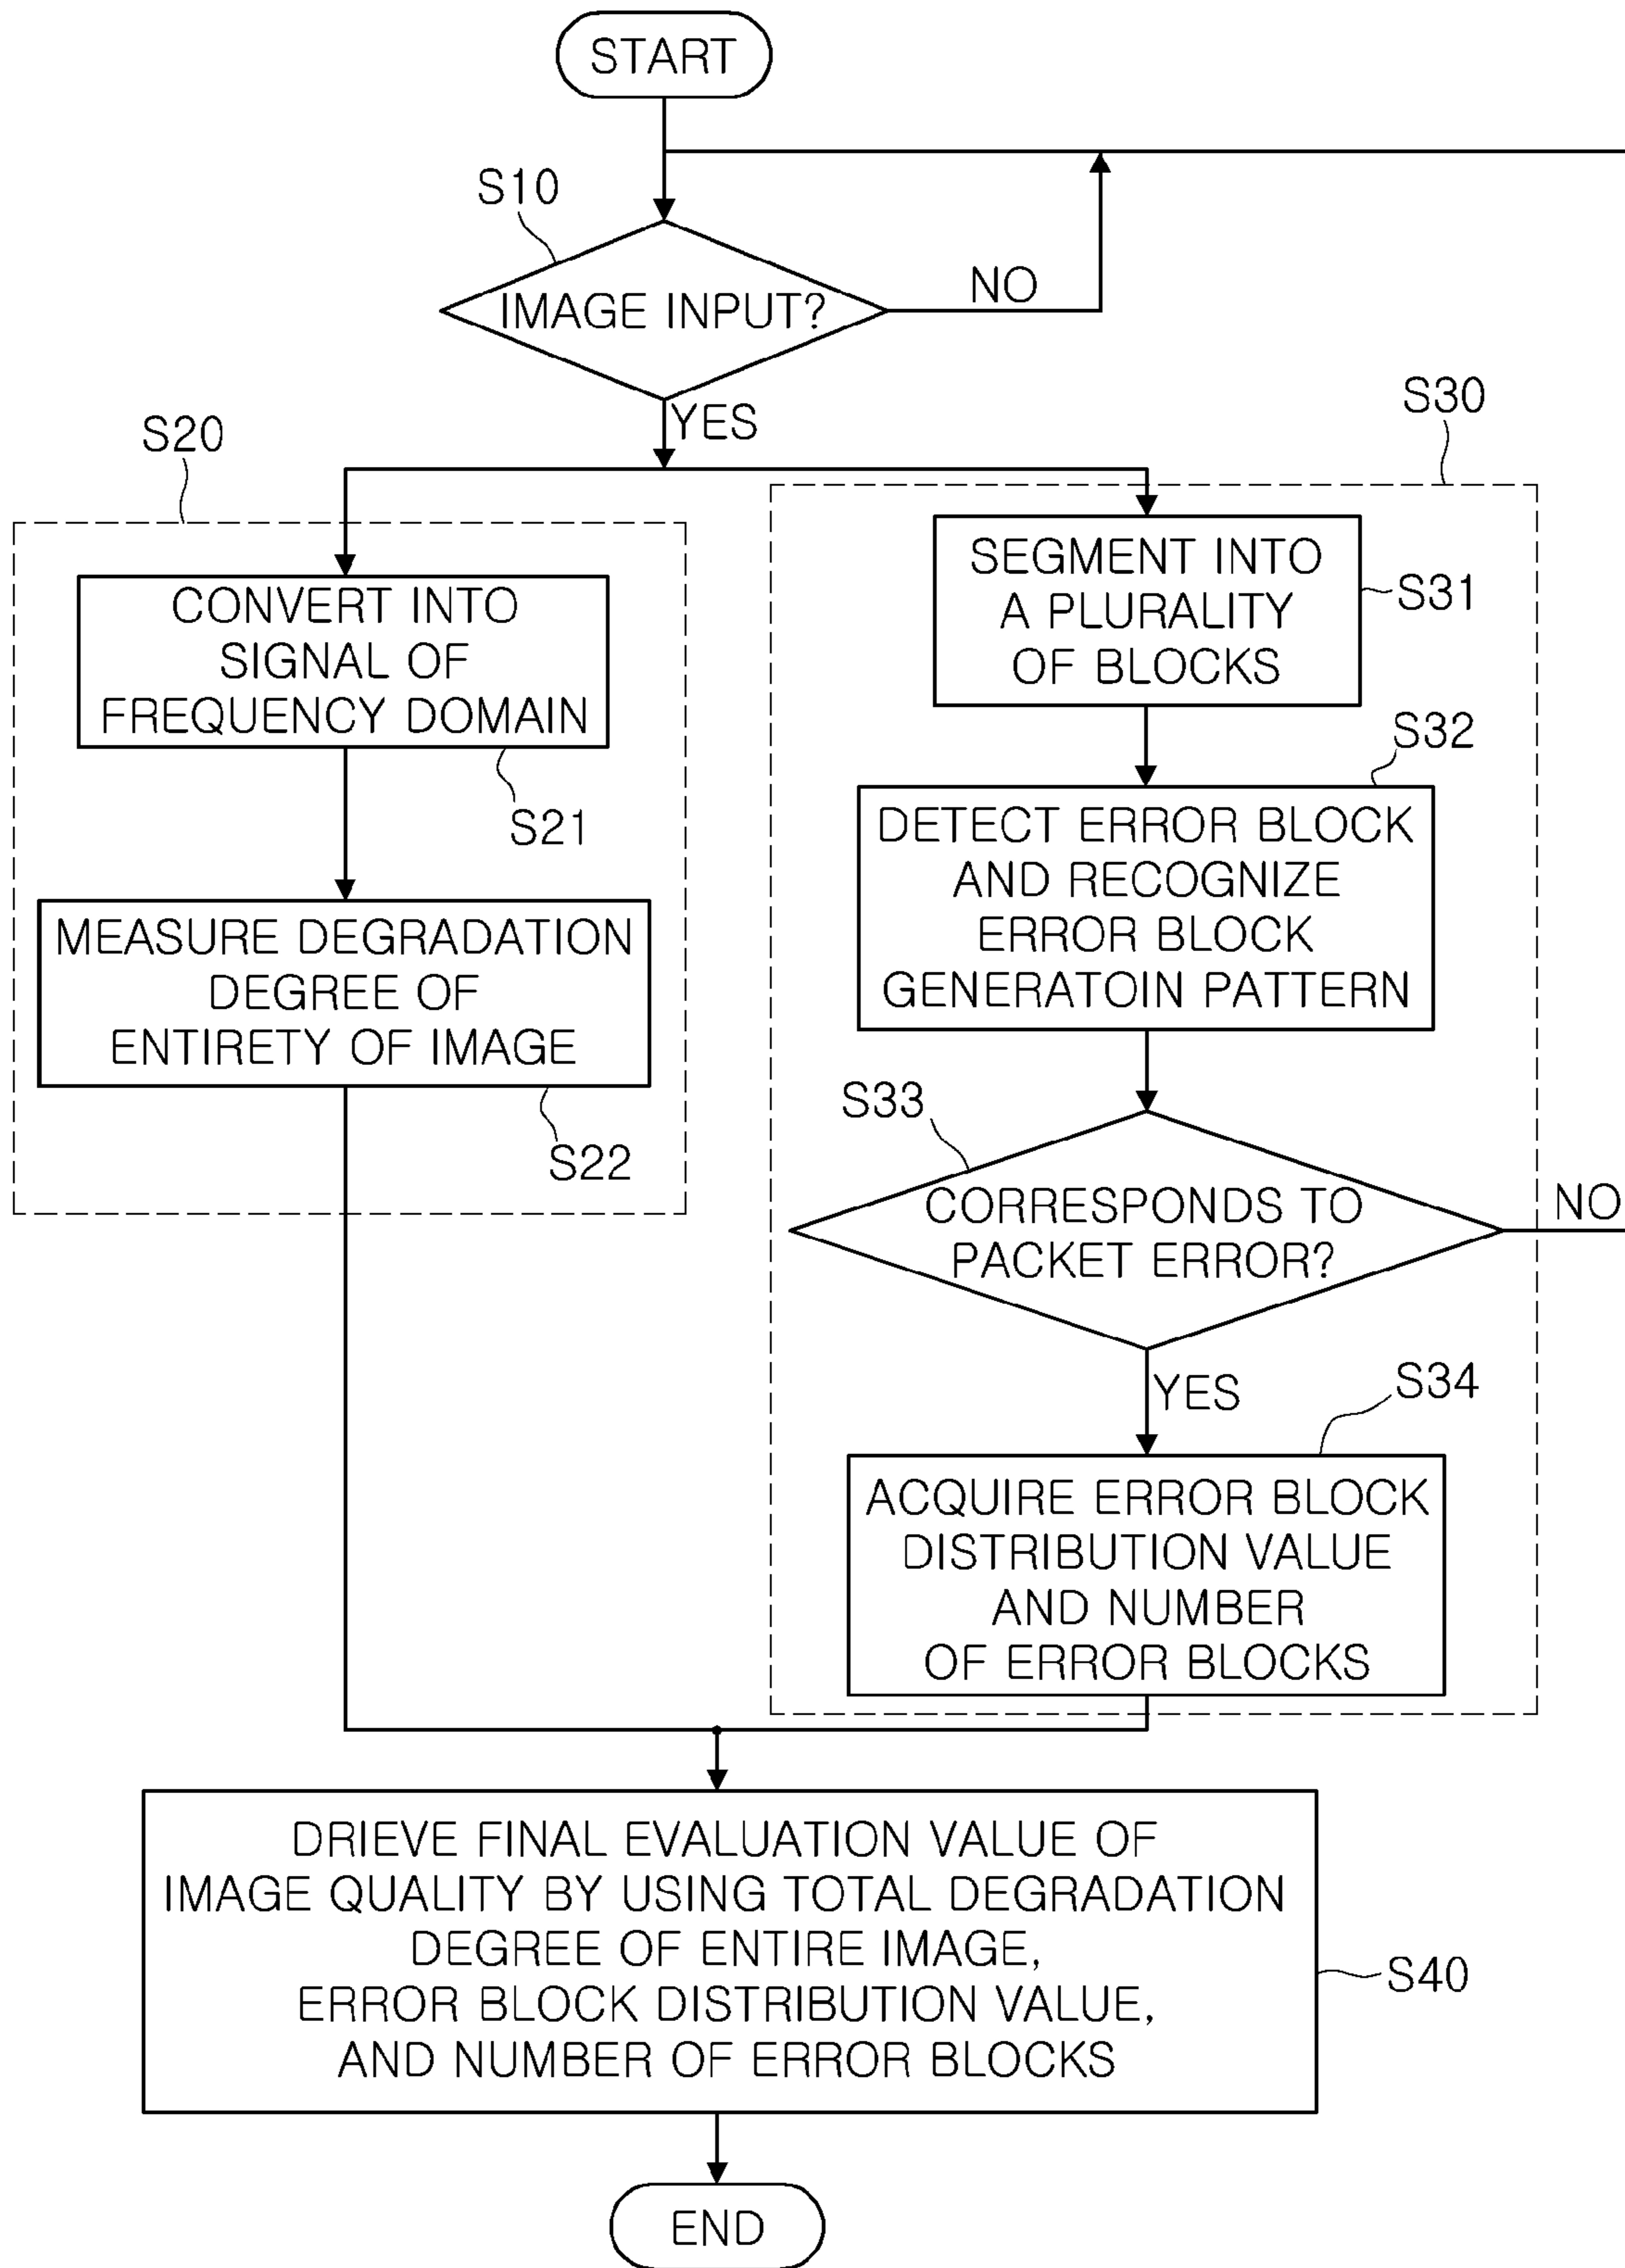 START
S10
IMAGE INPUT?
NO
YES
S20
CONVERT INTO
SIGNAL OF
FREQUENCY DOMAIN
S21
MEASURE DEGRADATION
DEGREE OF
ENTIRETY OF IMAGE
S22
S30
SEGMENT INTO
A PLURALITY
OF BLOCKS
S31
S32
DETECT ERROR BLOCK
AND RECOGNIZE
ERROR BLOCK
GENERATOIN PATTERN
S33
CORRESPONDS TO
PACKET ERROR?
NO
YES
S34
ACQUIRE ERROR BLOCK
DISTRIBUTION VALUE
AND NUMBER
OF ERROR BLOCKS
DRIEVE FINAL EVALUATION VALUE OF
IMAGE QUALITY BY USING TOTAL DEGRADATION
DEGREE OF ENTIRE IMAGE,
ERROR BLOCK DISTRIBUTION VALUE,
AND NUMBER OF ERROR BLOCKS
S40
END